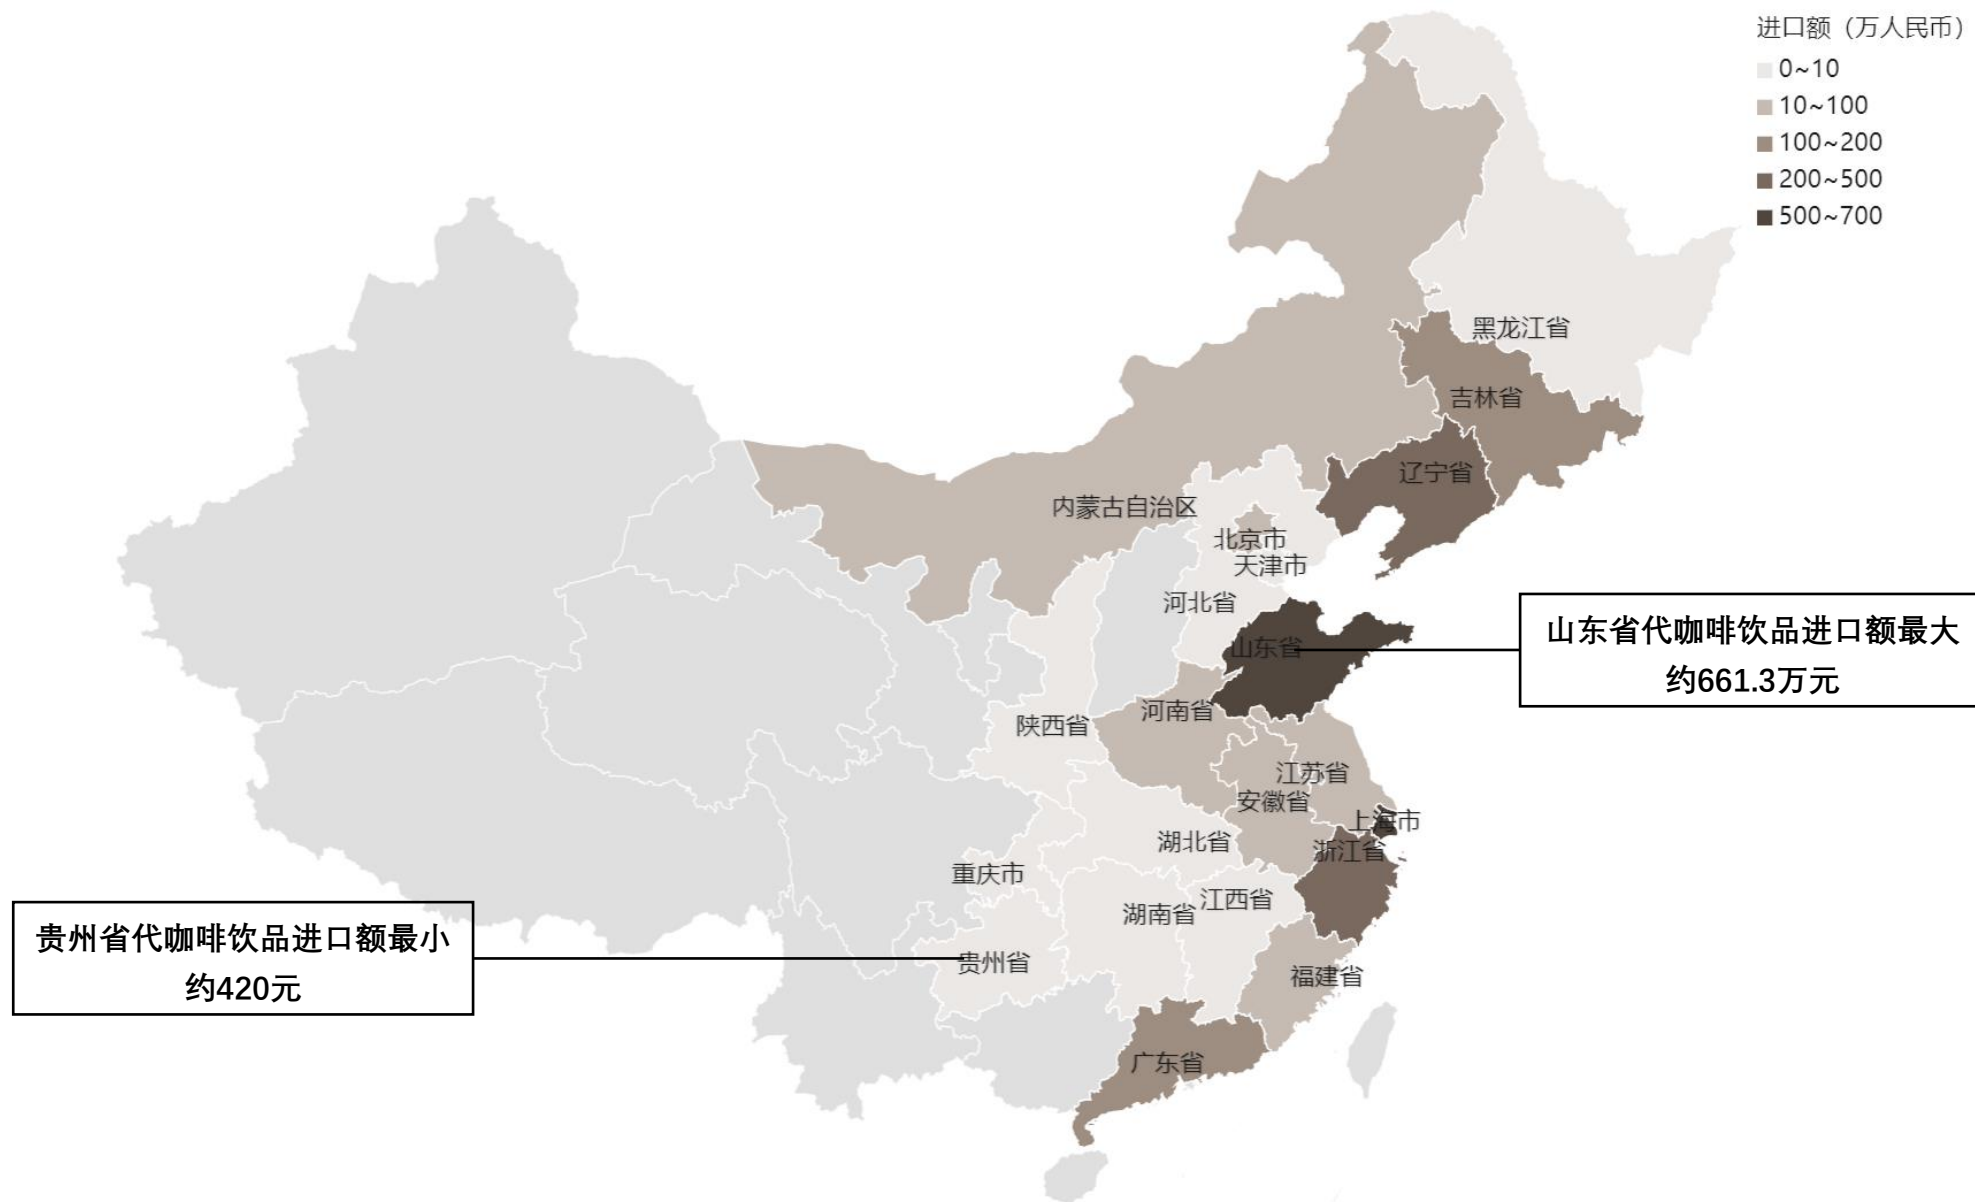 进口额（万人民币）
0~10
10~100
100~200
200~500
500~700
黑龙江省
吉林省
辽宁省
内蒙古自治区
北京市
天津市
河北省
山东省
山东省代咖啡饮品进口额最大
约661.3万元
河南省
陕西省
江苏省
安徽省
上海市
湖北省
浙江省
重庆市
江西省
湖南省
贵州省代咖啡饮品进口额最小
约420元
贵州省
福建省
广东省